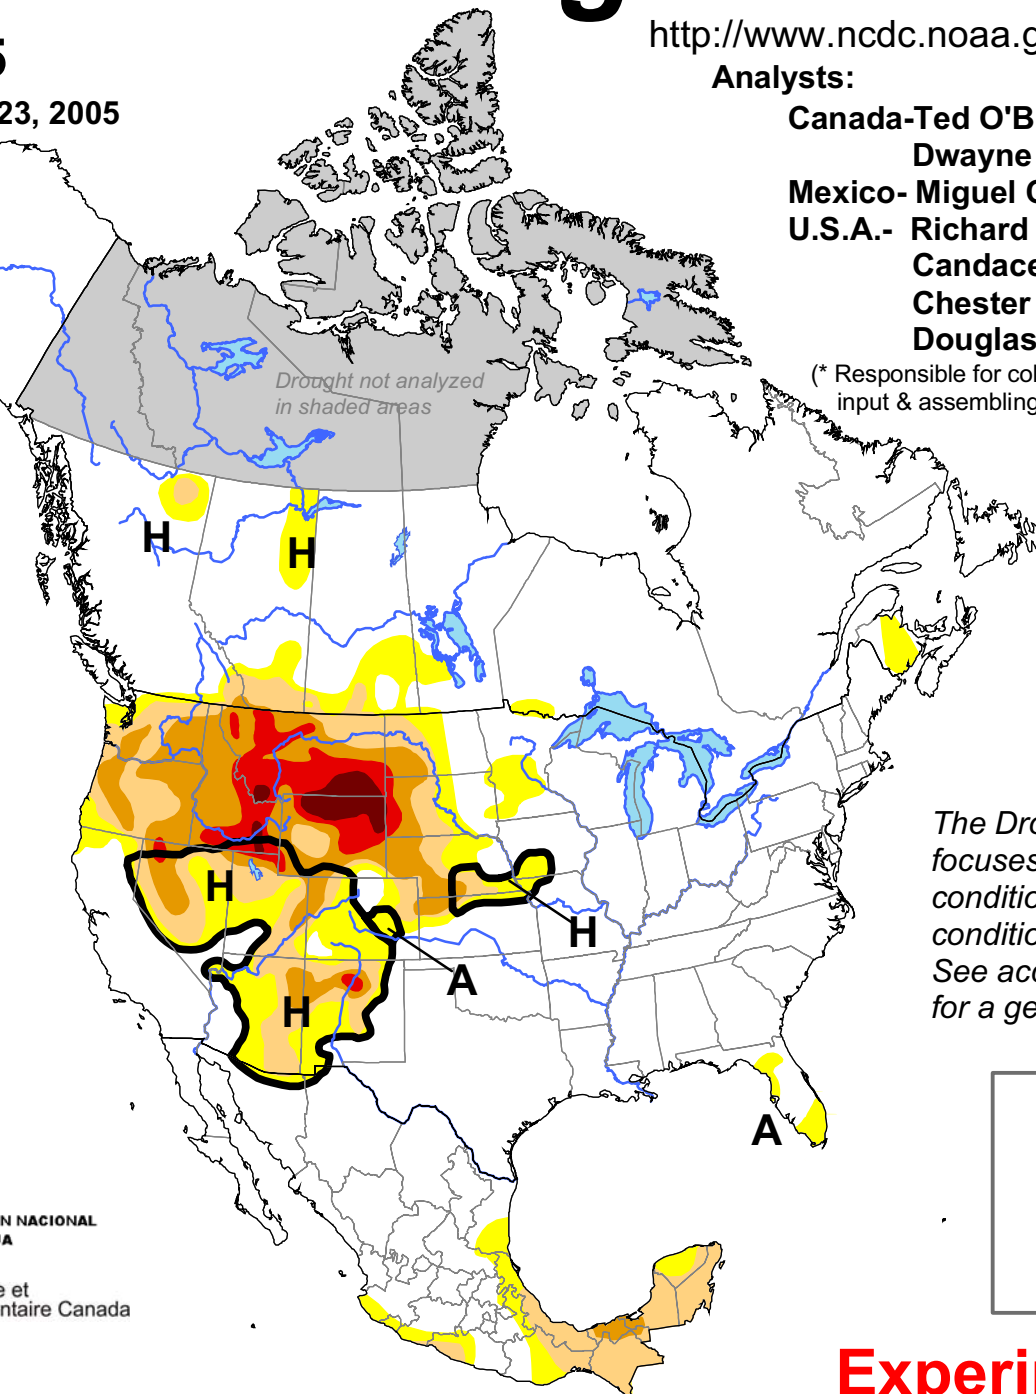 http://www.ncdc.noaa.g
5
23, 2005
Analysts:
Canada-Ted O'B
Dwayne
Mexico- Miguel
U.S.A.- Richard
Candace
Chester
Douglas
(* Responsible for col
input & assembling
Drought not analyzed
in shaded areas
H
H
H
H
A
H
A
The Dro
focuses
conditio
conditio
See acc
for a ge
N NACIONAL
UA
e et
ntaire Canada
Experi